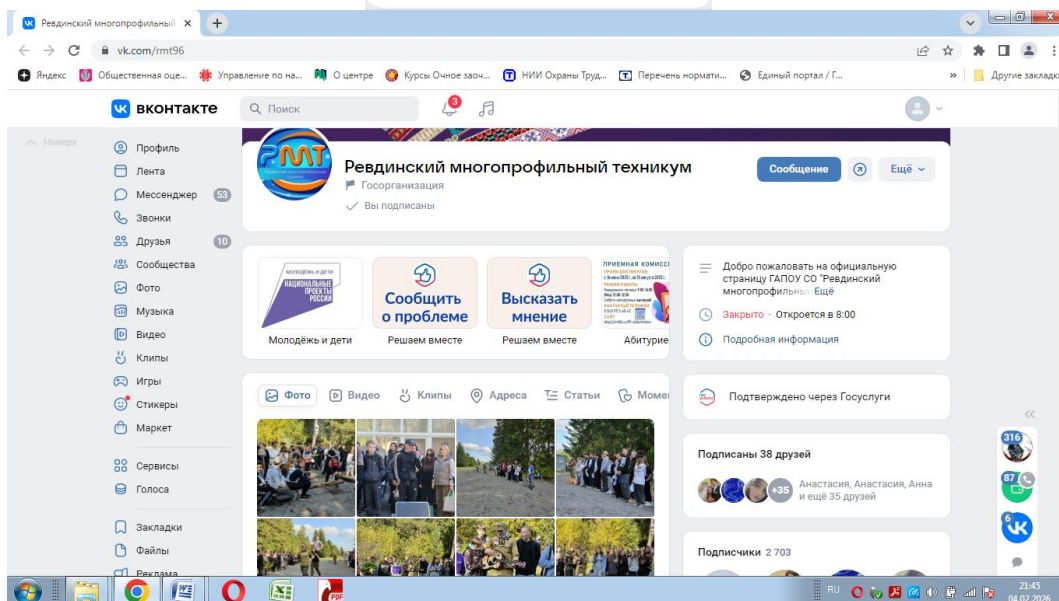 Ревдинский многопрофильный
vk.com/rmt96
Яндекс
Общественная оце...
Управление по на...
О центре
Курсы Очное заоч...
НИИ Охраны Труд...
Перечень нормати...
Единый портал / Г...
»
Другие закладки
вконтакте
Поиск
3
Наверх
Профиль
Лента
Мессенджер 53
Звонки
Друзья 10
Сообщества
Фото
Музыка
Видео
Клипы
Игры
Стикеры
Маркет
Сервисы
Голоса
Закладки
Файлы
Реклама
РМТ
Ревдинский многопрофильный техникум
Госорганизация
Вы подписаны
Сообщение
Ещё
МОЛОДЁЖЬ И ДЕТИ
НАЦИОНАЛЬНЫЕ
ПРОЕКТЫ
РОССИИ
Молодёжь и дети
Сообщить
о проблеме
Решаем вместе
Высказать
мнение
Решаем вместе
ПРИЕМНАЯ КОМИСС
Абитурие
Фото
Видео
Клипы
Адреса
Статьи
Моме
Добро пожаловать на официальную
страницу ГАПОУ СО "Ревдинский
многопрофильны Ещё
Закрыто · Откроется в 8:00
Подробная информация
Подтверждено через Госуслуги
Подписаны 38 друзей
+35
Анастасия, Анастасия, Анна
и ещё 35 друзей
Подписчики 2 703
316
87
6
RU
21:45
04.02.2026